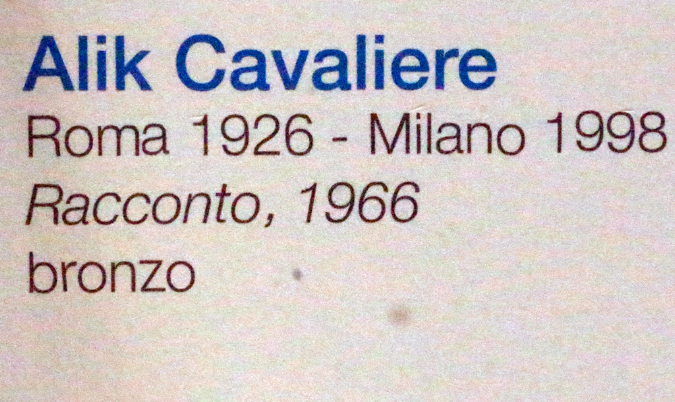 Alik Cavaliere
Roma 1926 - Milano 1998
Racconto, 1966
bronzo